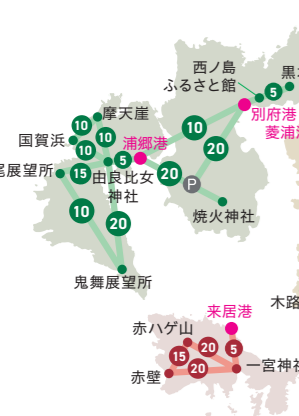 西ノ島
ふるさと館
黒
5
別府港
菱浦
摩天崖
10
国賀浜
10
10
浦郷港
5
10
20
尾展望所
15
由良比女
神社
20
P
10
20
焼火神社
鬼舞展望所
木路
来居港
赤ハゲ山
20
5
15
20
赤壁
一宮神社